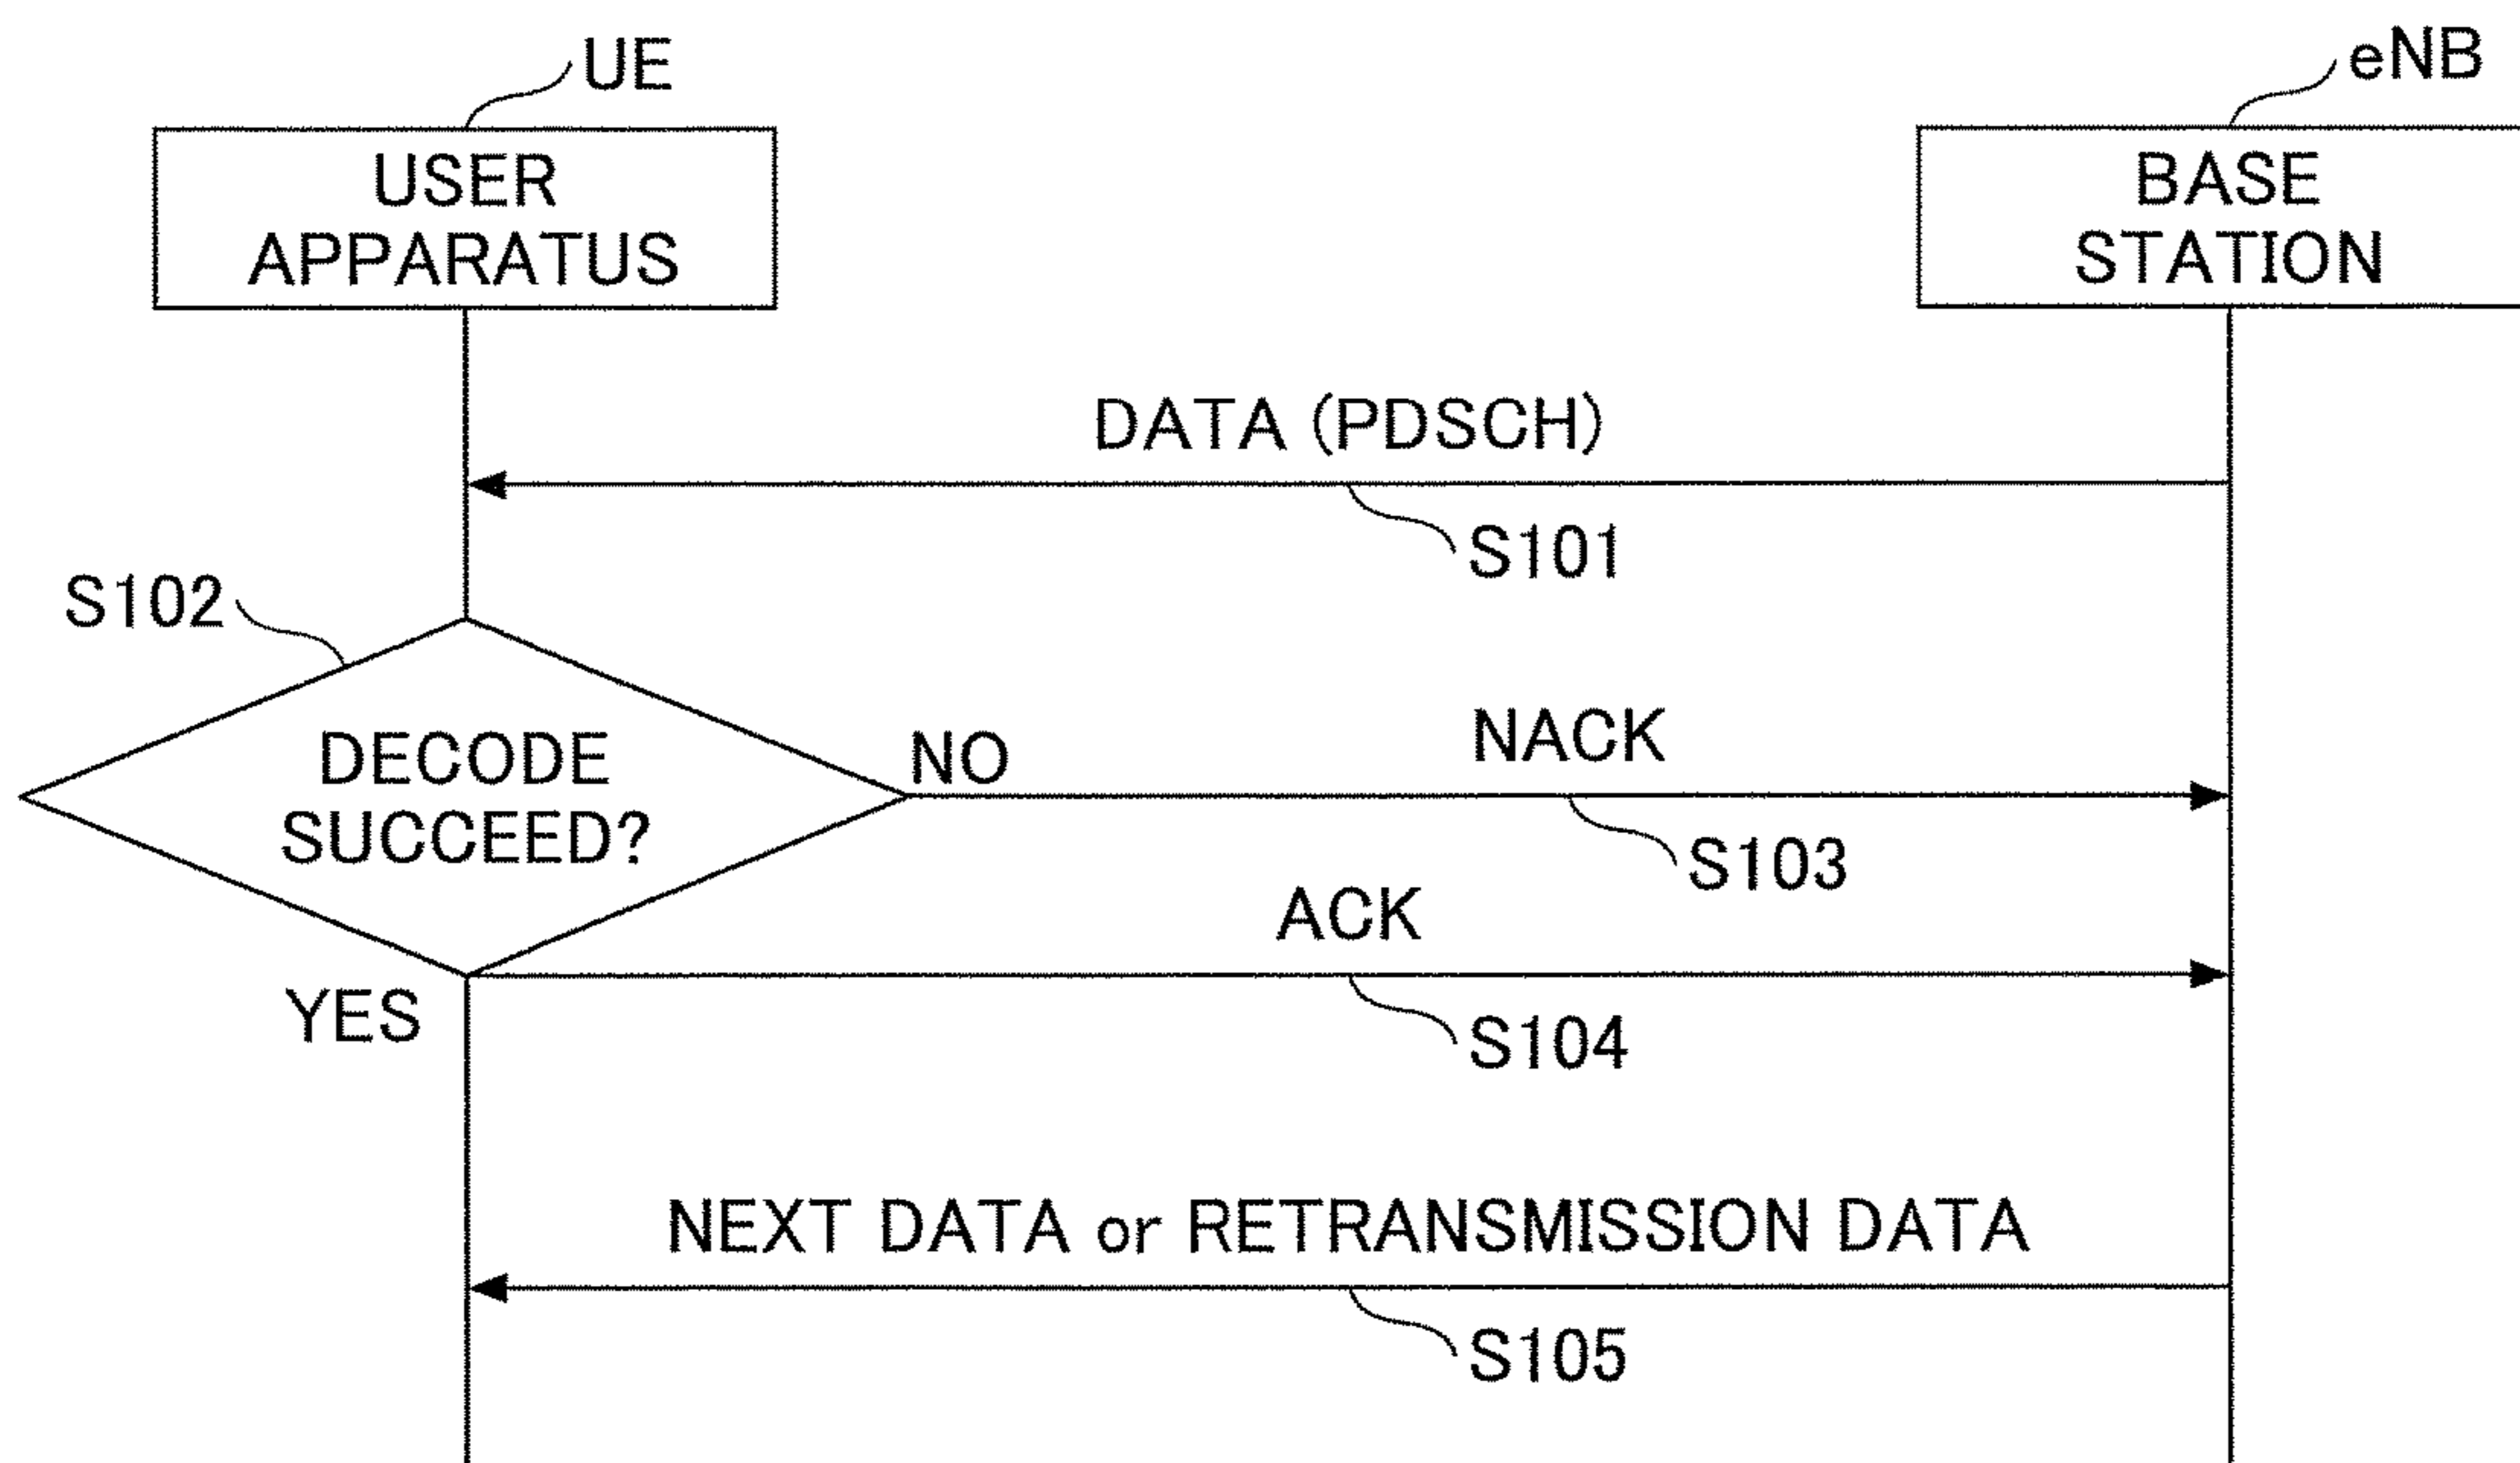 UE
eNB
USER
APPARATUS
BASE
STATION
DATA (PDSCH)
S101
S102
DECODE
SUCCEED?
NO
NACK
S103
ACK
YES
S104
NEXT DATA or RETRANSMISSION DATA
S105